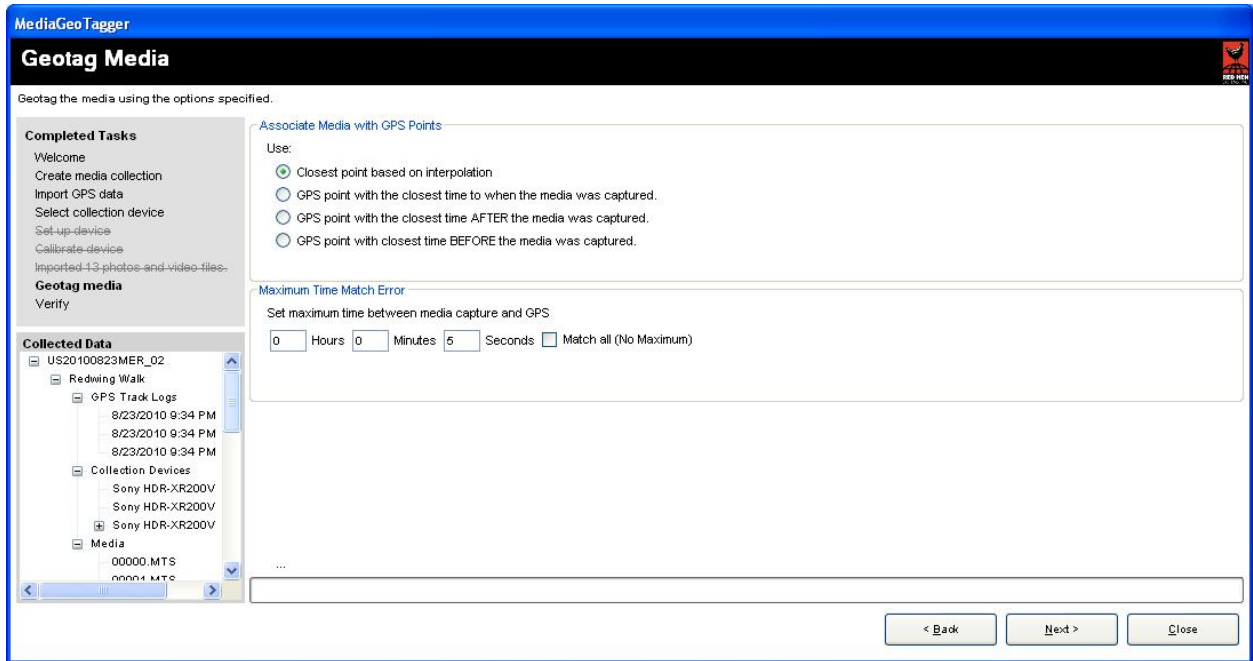 MediaGeoTagger
Geotag Media
RED HEN
Geotag the media using the options specified.
Completed Tasks
Welcome
Create media collection
Import GPS data
Select collection device
Set up device
Calibrate device
Imported 13 photos and video files.
Geotag media
Verify
Collected Data
US20100823MER_02
Redwing Walk
GPS Track Logs
8/23/2010 9:34 PM
8/23/2010 9:34 PM
8/23/2010 9:34 PM
Collection Devices
Sony HDR-XR200V
Sony HDR-XR200V
Sony HDR-XR200V
Media
00000.MTS
00001.MTS
Associate Media with GPS Points
Use:
Closest point based on interpolation
GPS point with the closest time to when the media was captured.
GPS point with the closest time AFTER the media was captured.
GPS point with closest time BEFORE the media was captured.
Maximum Time Match Error
Set maximum time between media capture and GPS
0 Hours 0 Minutes 5 Seconds Match all (No Maximum)
...
< Back Next > Close